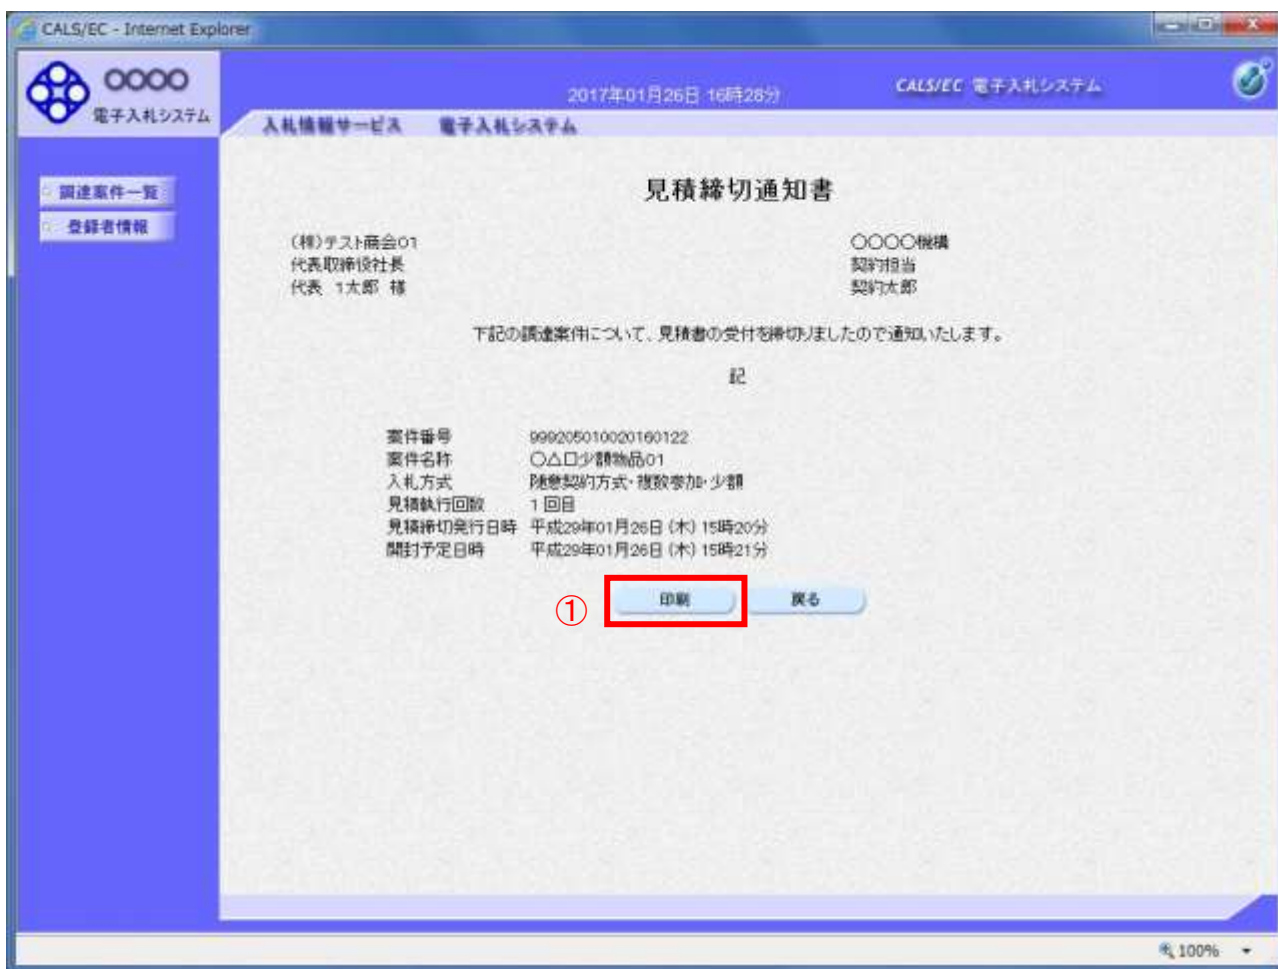 CALS/EC - Internet Explorer
〇〇〇〇
電子入札システム
2017年01月26日 16時28分
CALS/EC 電子入札システム
入札情報サービス 電子入札システム
調達案件一覧
登録者情報
見積締切通知書
(株)テスト商会01
代表取締役社長
代表 1太郎 様
〇〇〇〇機構
契約担当
契約太郎
下記の調達案件について、見積書の受付を締切りましたので通知いたします。
記
案件番号 999205010020160122
案件名称 〇△口少額物品01
入札方式 随意契約方式・複数参加・少額
見積執行回数 1回目
見積締切発行日時 平成29年01月26日(木)15時20分
開封予定日時 平成29年01月26日(木)15時21分
① 印刷 戻る
100%